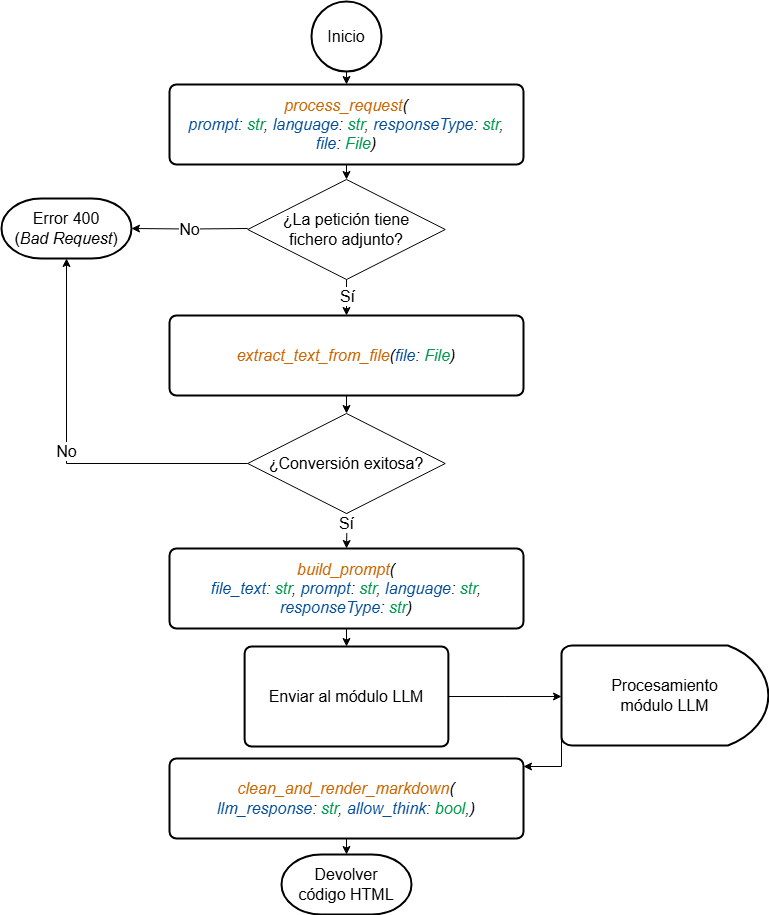 Inicio
process_request(
prompt: str, language: str, responseType: str,
file: File)
¿La petición tiene
fichero adjunto?
No
Error 400
(Bad Request)
Sí
extract_text_from_file(file: File)
¿Conversión exitosa?
No
Sí
build_prompt(
file_text: str, prompt: str, language: str,
responseType: str)
Enviar al módulo LLM
Procesamiento
módulo LLM
clean_and_render_markdown(
llm_response: str, allow_think: bool,)
Devolver
código HTML